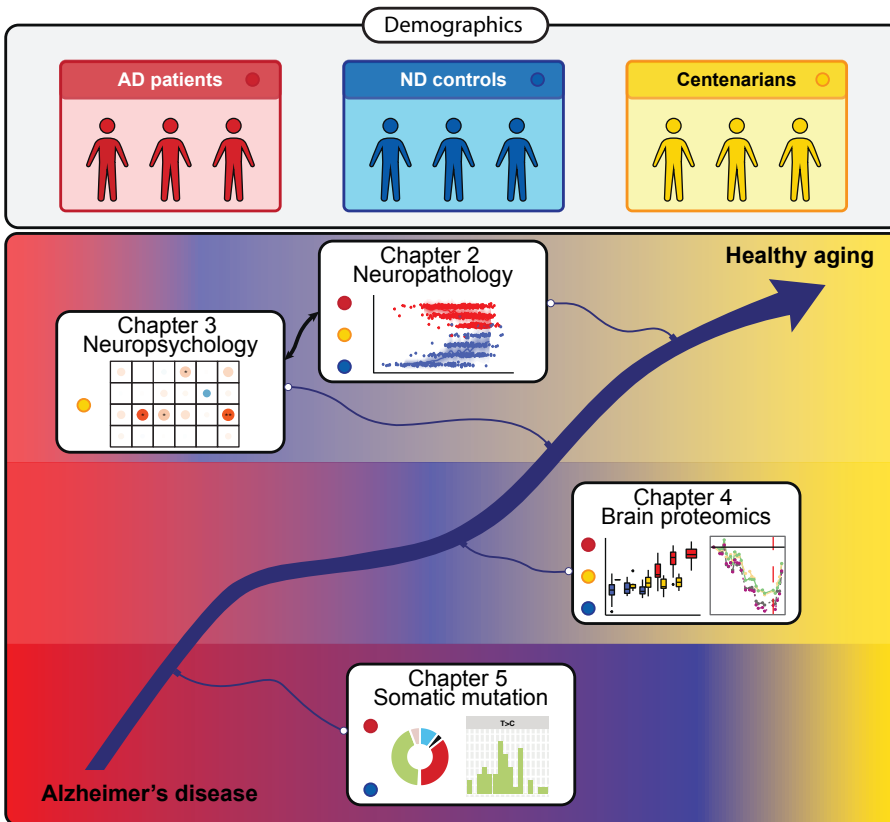 Demographics
AD patients
ND controls
Centenarians
Healthy aging
Chapter 2
Neuropathology
Chapter 3
Neuropsychology
Chapter 4
Brain proteomics
Chapter 5
Somatic mutation
T>C
Alzheimer's disease